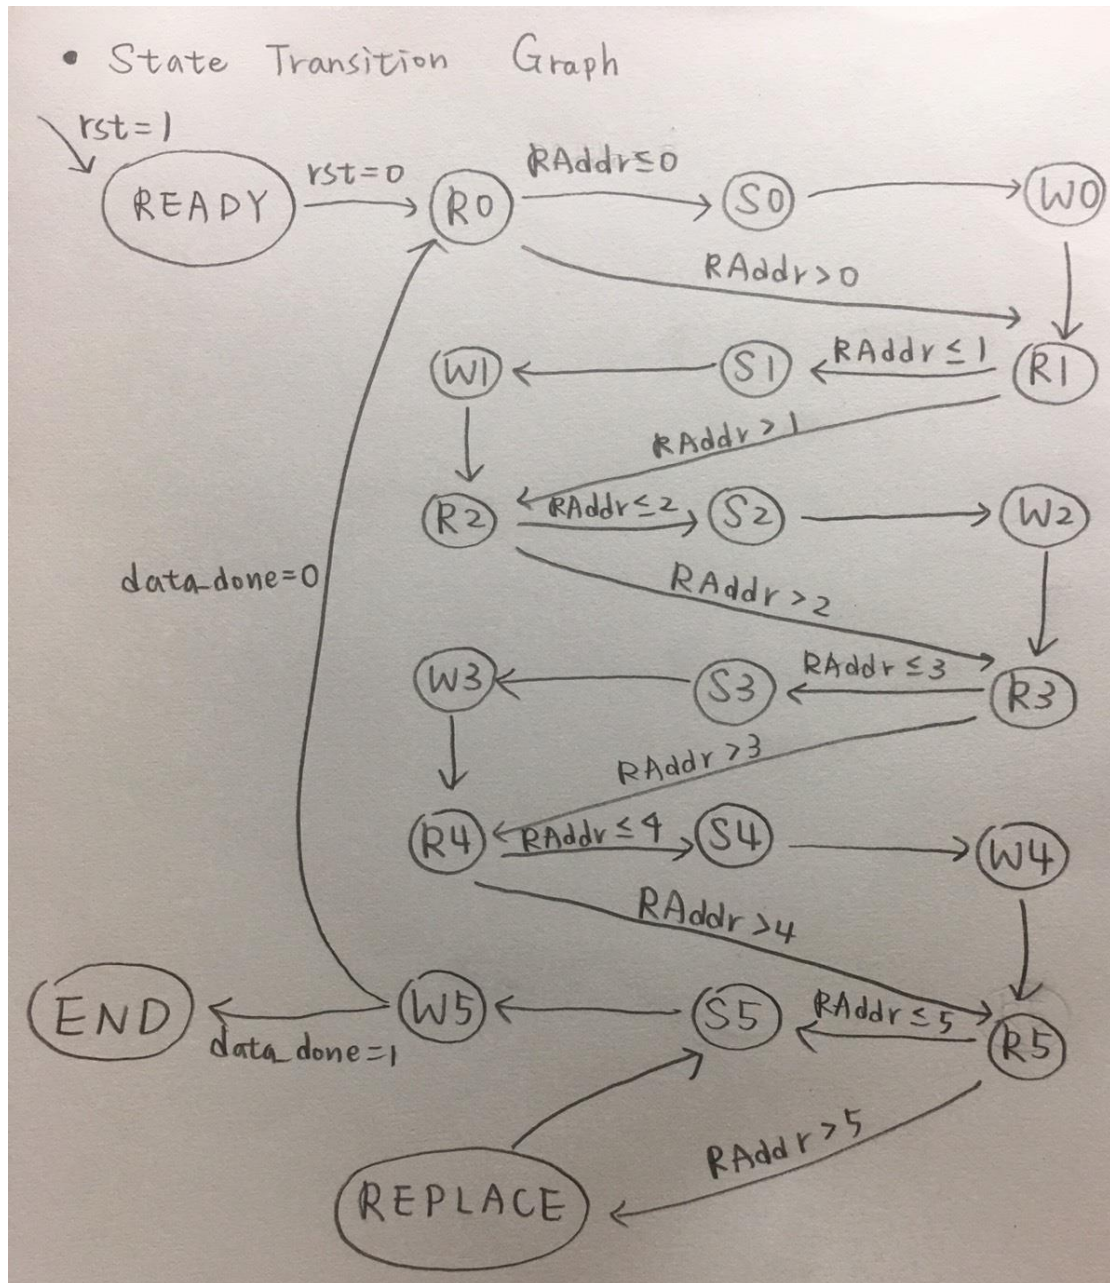 • State Transition Graph
rst=1
READY
rst=0
R0
RAddr≤0
S0
W0
RAddr>0
W1
S1
RAddr≤1
R1
RAddr>1
R2
RAddr≤2
S2
W2
data_done=0
RAddr>2
W3
S3
RAddr≤3
R3
RAddr>3
R4
RAddr≤4
S4
W4
RAddr>4
END
data_done=1
W5
S5
RAddr≤5
R5
RAddr>5
REPLACE